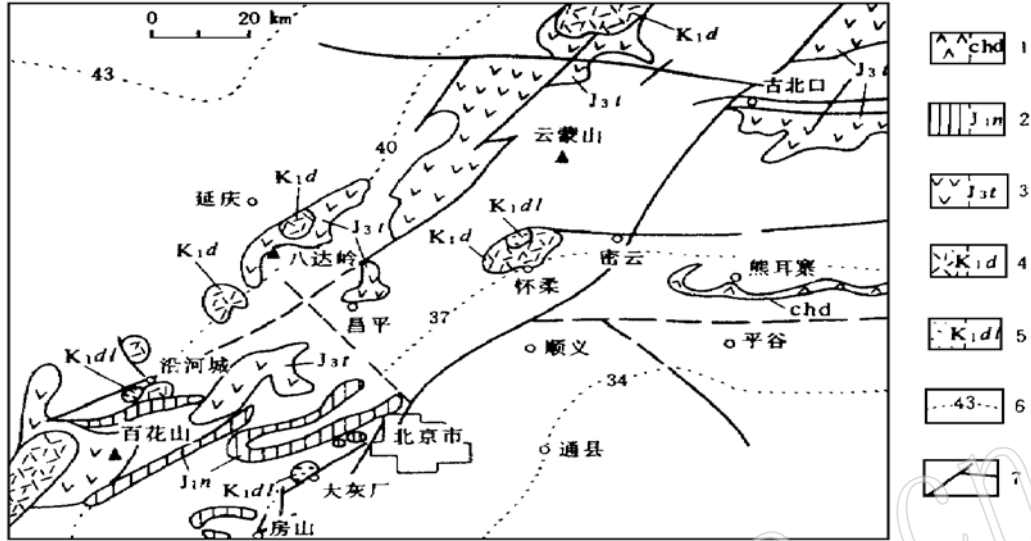 0 20 km
43
K₁d
J₃t
J₃t
古北口
40
云蒙山
K₁d
延庆
K₁dl
J₃t
K₁d
K₁d
八达岭
密云
熊耳寨
怀柔
chd
昌平
37
顺义
平谷
K₁dl
沿河城
J₃t
34
百花山
北京市
通县
J₁n
K₁dl
大灰厂
房山
chd 1
J₁n 2
J₃t 3
K₁d 4
K₁dl 5
43 6
7